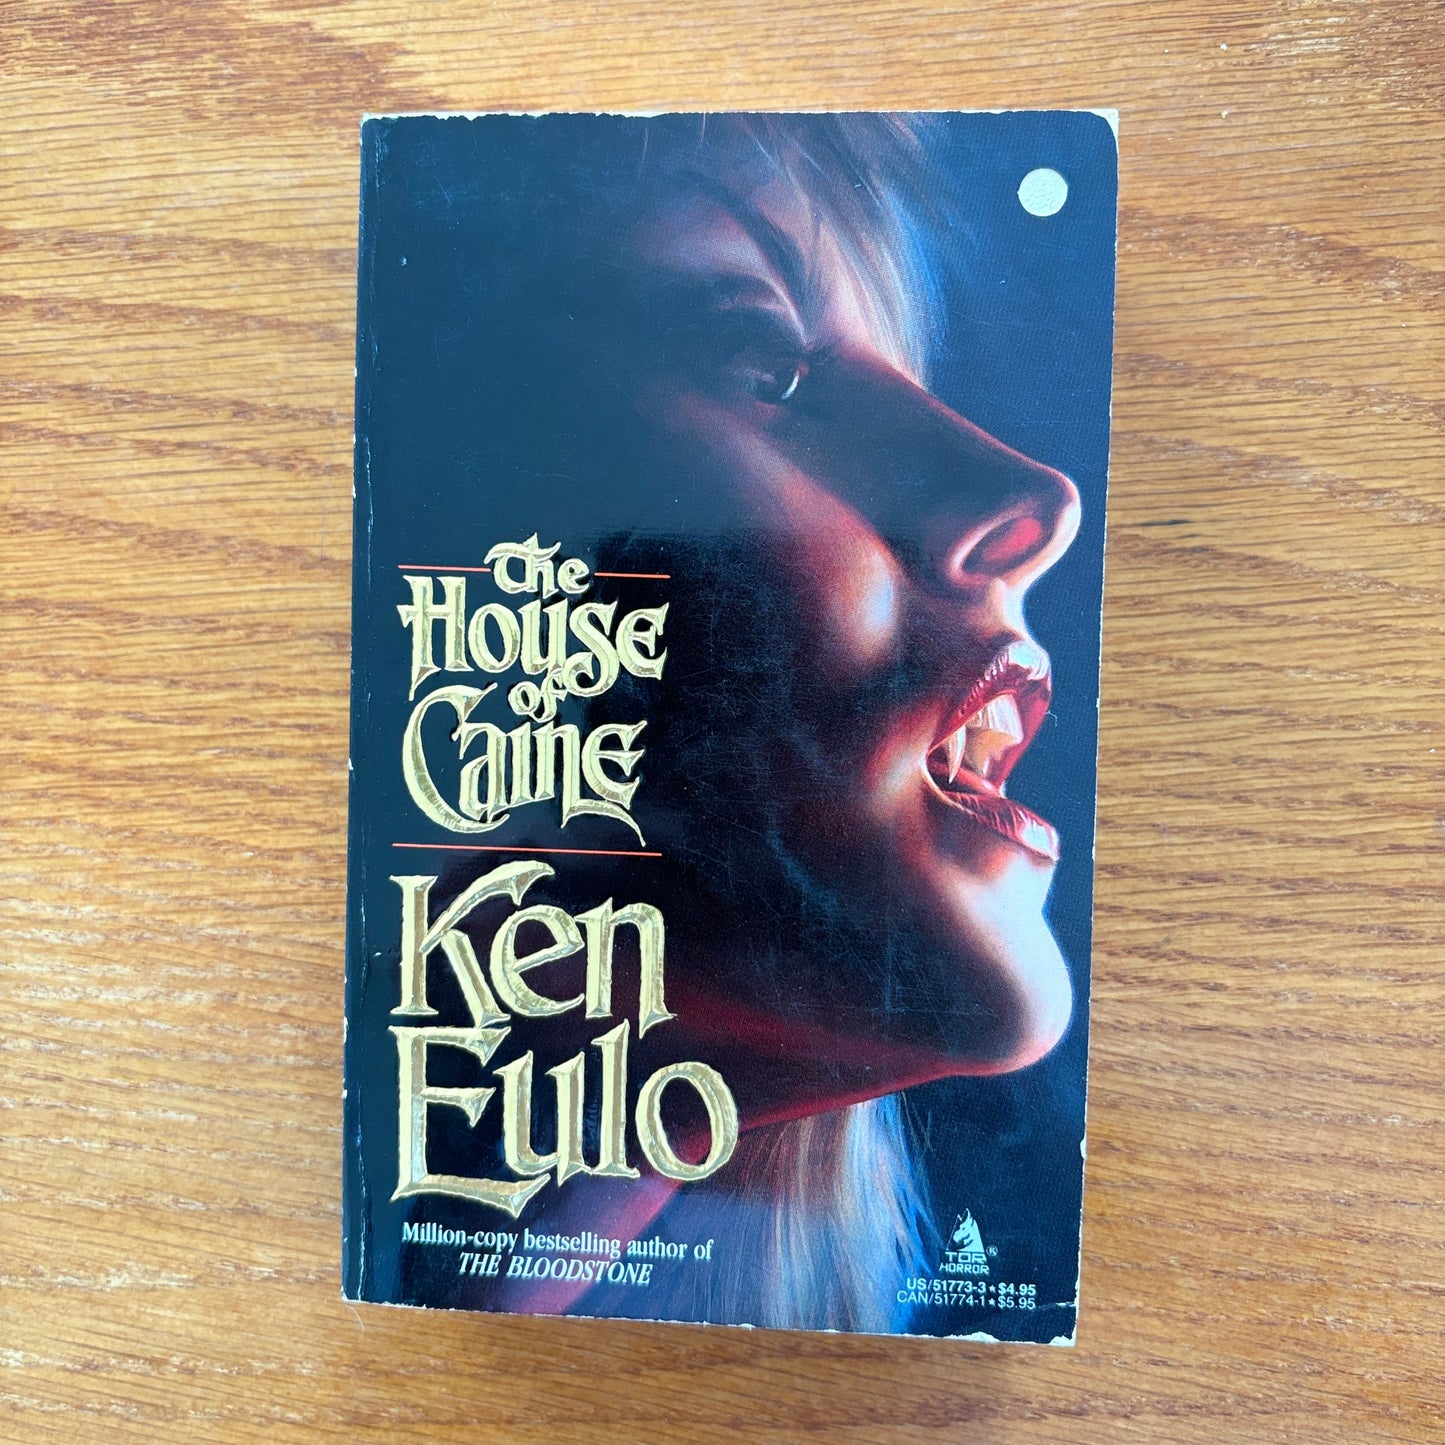 The
House
of
Caine
Ken
Eulo
Million-copy bestselling author of
THE BLOODSTONE
TOR®
HORROR
US/51773-3★$4.95
CAN/51774-1★$5.95